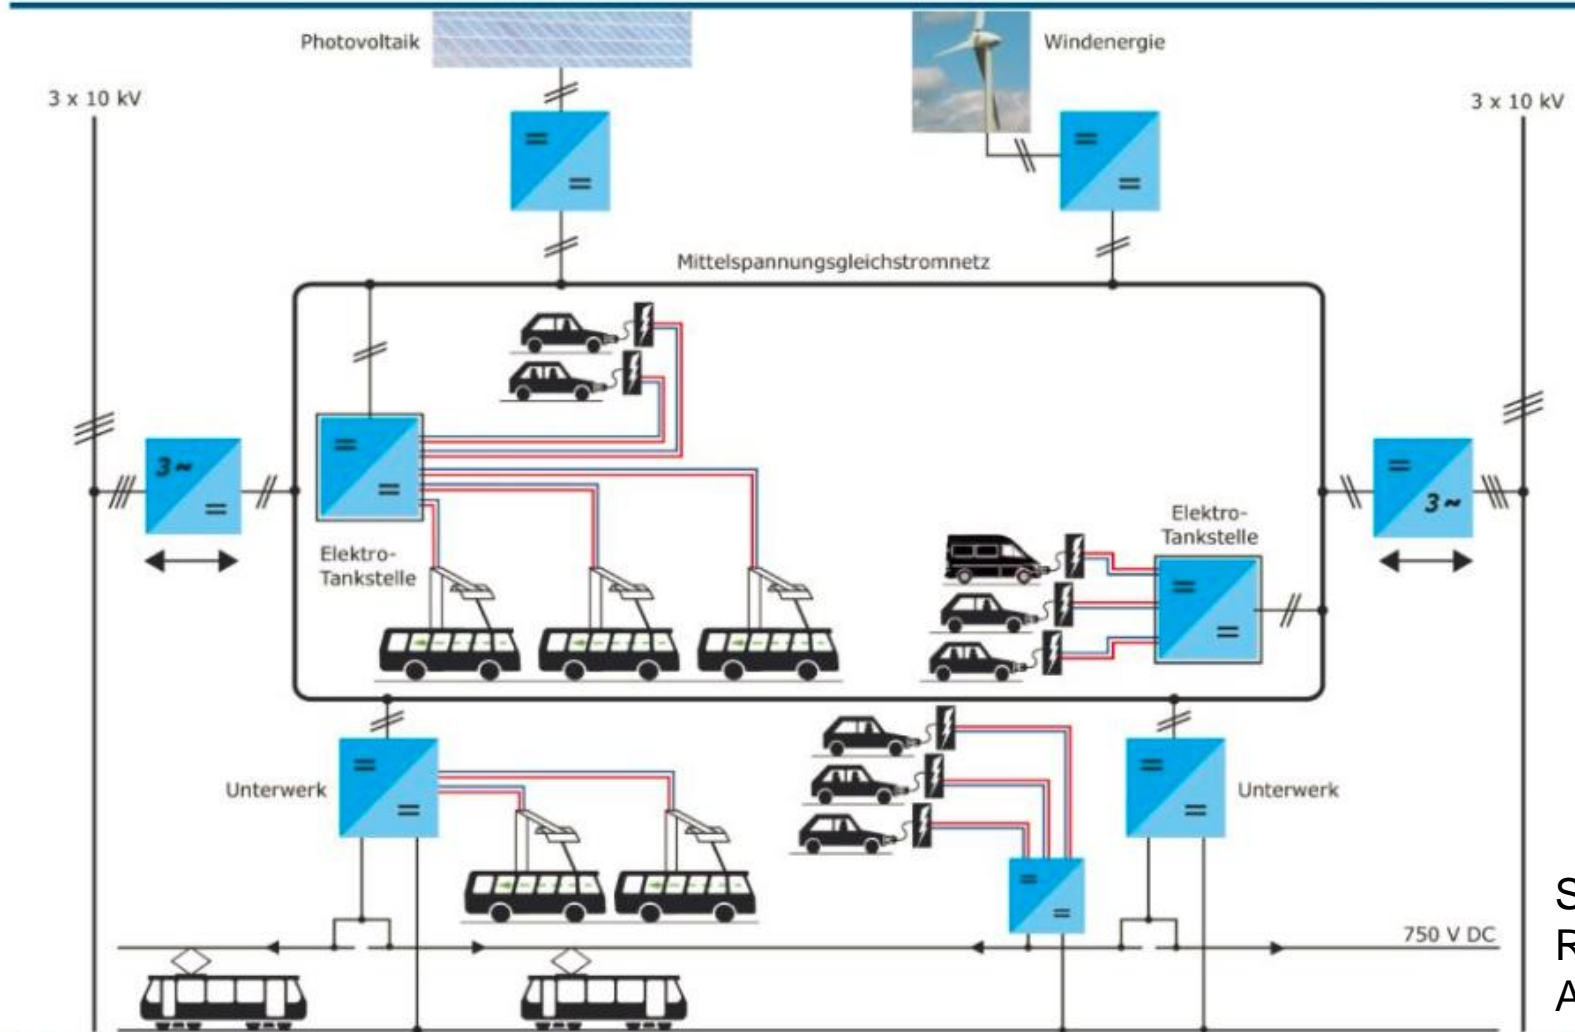 Photovoltaik
Windenergie
3 x 10 kV
3 x 10 kV
Mittelspannungsgleichstromnetz
3~
=
=
3~
Elektro-
Tankstelle
Elektro-
Tankstelle
Unterwerk
Unterwerk
750 V DC
S
R
A